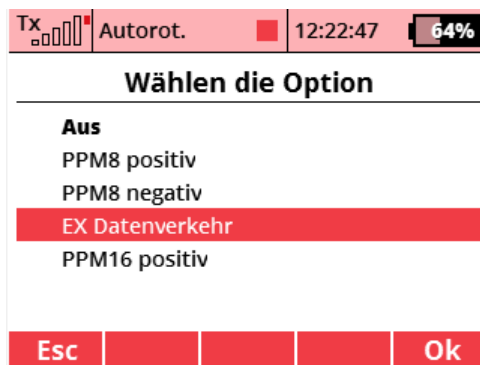 Tx Autorot. 12:22:47 64%
Wählen die Option
Aus
PPM8 positiv
PPM8 negativ
EX Datenverkehr
PPM16 positiv
Esc Ok